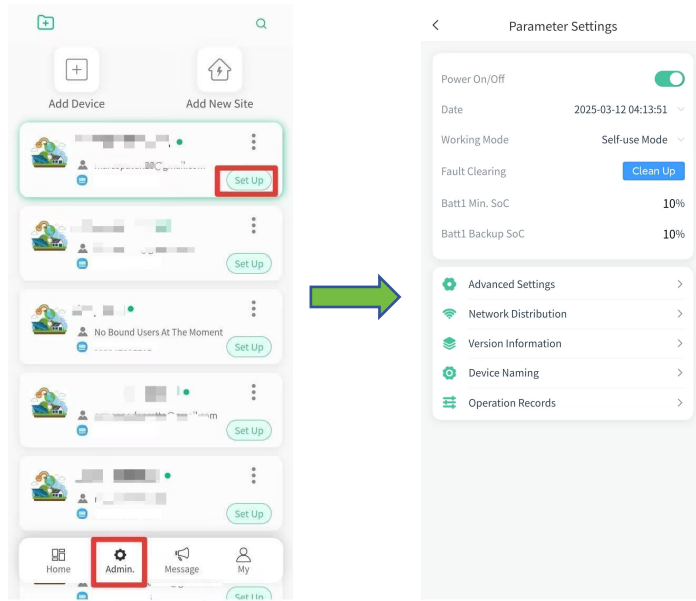 Add Device
Add New Site
Set Up
Set Up
No Bound Users At The Moment
Set Up
Set Up
Set Up
Home
Admin.
Message
My
Set Up
Parameter Settings
Power On/Off
Date
2025-03-12 04:13:51
Working Mode
Self-use Mode
Fault Clearing
Clean Up
Batt1 Min. SoC
10%
Batt1 Backup SoC
10%
Advanced Settings
Network Distribution
Version Information
Device Naming
Operation Records